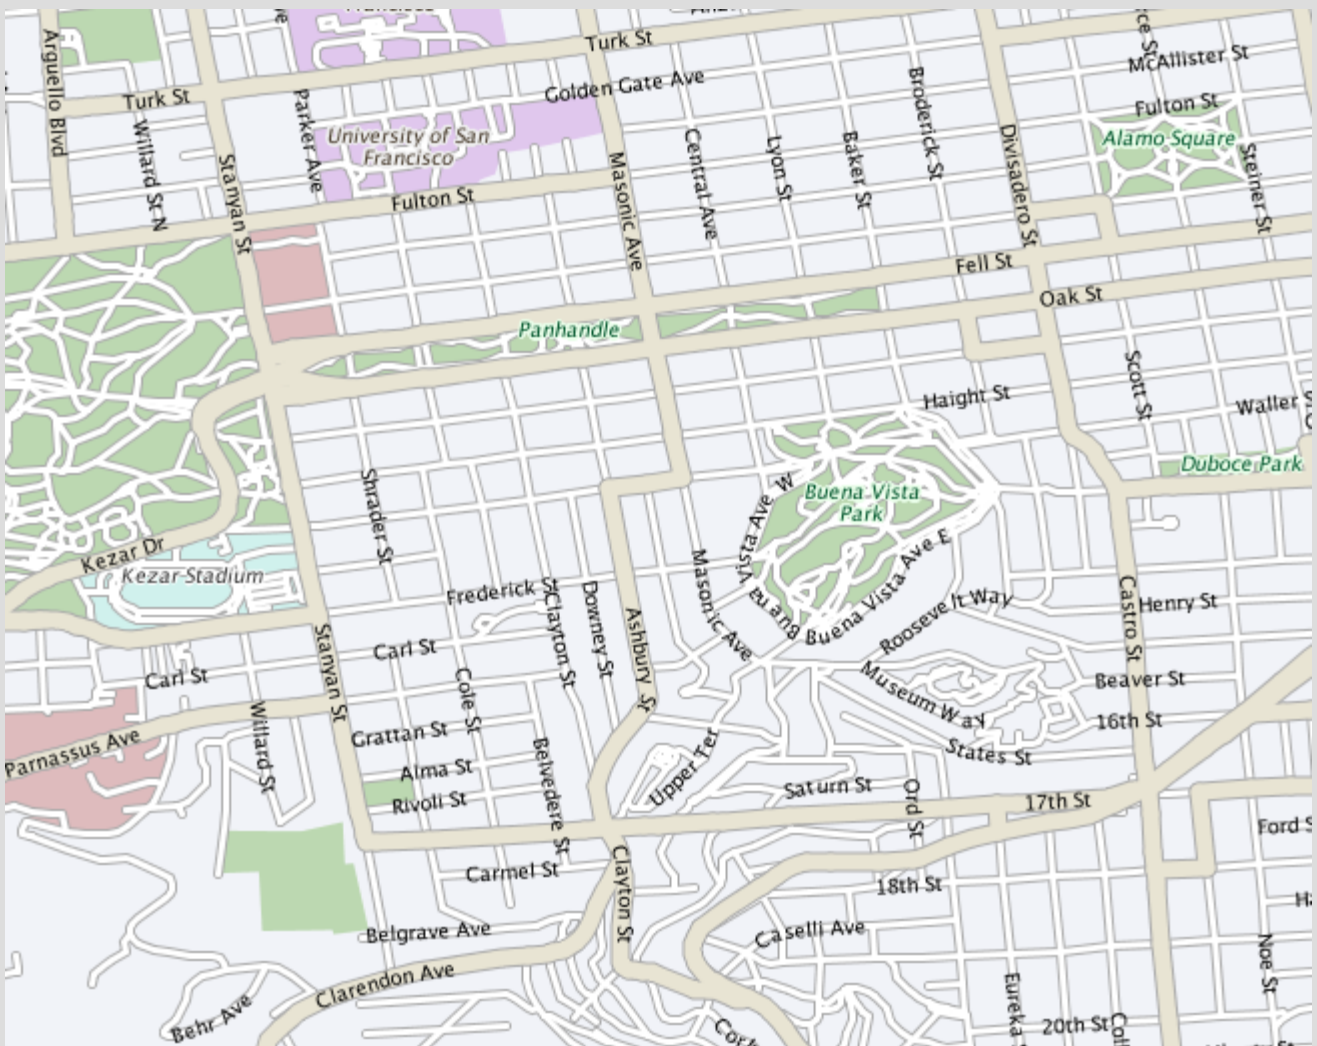 Turk St
McAllister St
Arguello Blvd
Golden Gate Ave
Turk St
Parker Ave
Broderick St
Fulton St
Willard St N
University of San
Francisco
Alamo Square
Central Ave
Lyon St
Baker St
Divisadero St
Steiner St
Stanyan St
Masonic Ave
Fulton St
Fell St
Oak St
Panhandle
Scott St
Haight St
Waller
Duboce Park
Shrader St
Buena Vista Ave W
Buena Vista
Park
Kezar Dr
Kezar Stadium
Masonic Ave
Buena Vista Ave E
Frederick St
Clayton St
Downey St
Ashbury St
Roosevelt Way
Castro St
Henry St
Stanyan St
Carl St
Carl St
Cole St
Museum Way
Beaver St
16th St
Willard St
Grattan St
Parnassus Ave
Upper Ter
States St
Belvedere St
Alma St
Rivoli St
Saturn St
Ord St
17th St
Ford S
Carmel St
Clayton St
18th St
Belgrave Ave
Caselli Ave
Noe St
Clarendon Ave
Eureka
Behr Ave
20th St